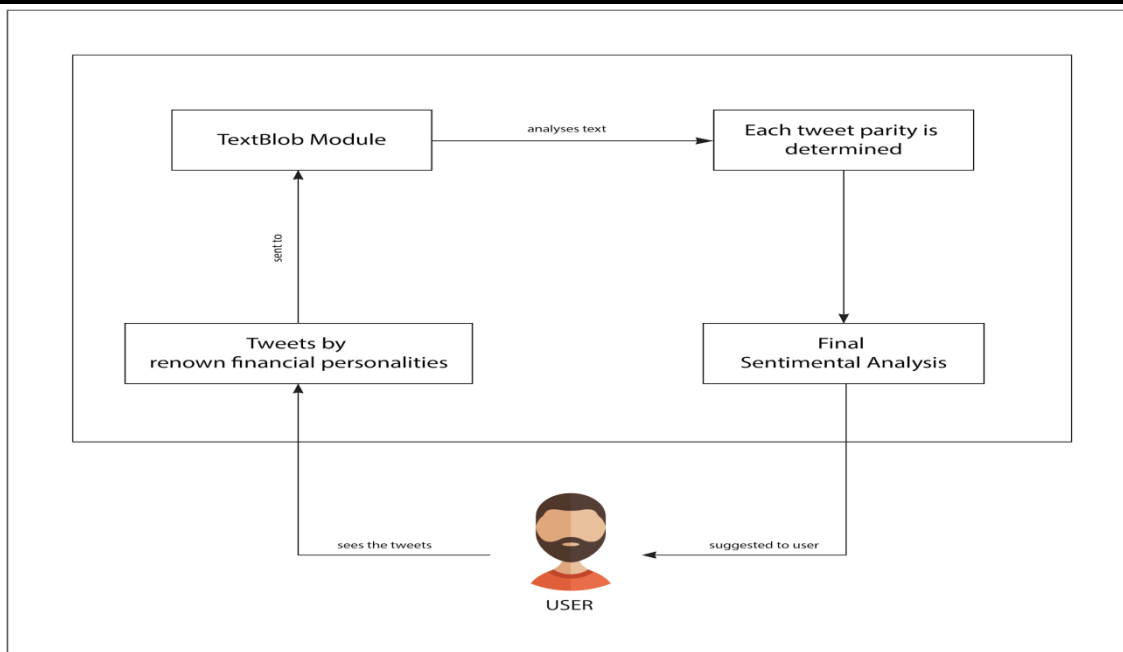 TextBlob Module
analyses text
Each tweet parity is
determined
sent to
Tweets by
renown financial personalities
Final
Sentimental Analysis
sees the tweets
suggested to user
USER